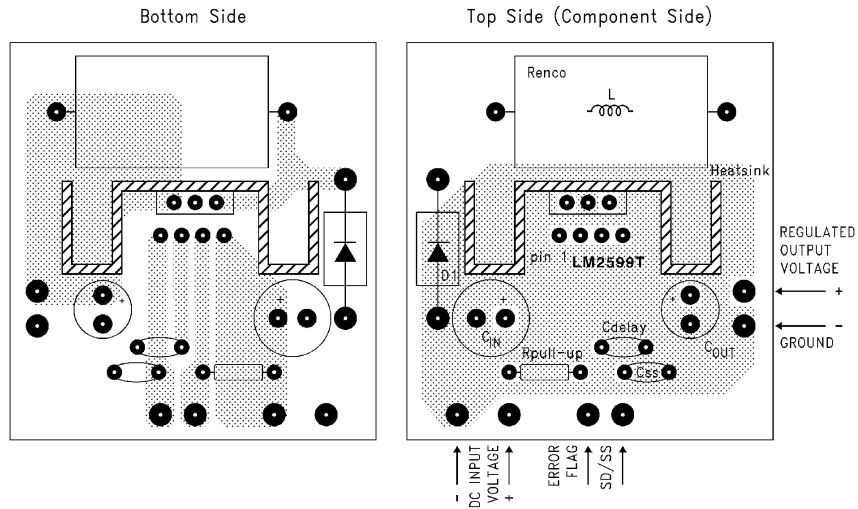 Bottom Side
Top Side (Component Side)
Renco
L
Heatsink
pin 1
LM2599T
D1
+
+
+
+
CIN
Cdelay
COUT
Rpull-up
Css
REGULATED
OUTPUT
VOLTAGE
+
-
GROUND
-
DC INPUT
VOLTAGE
+
ERROR
FLAG
SD/SS